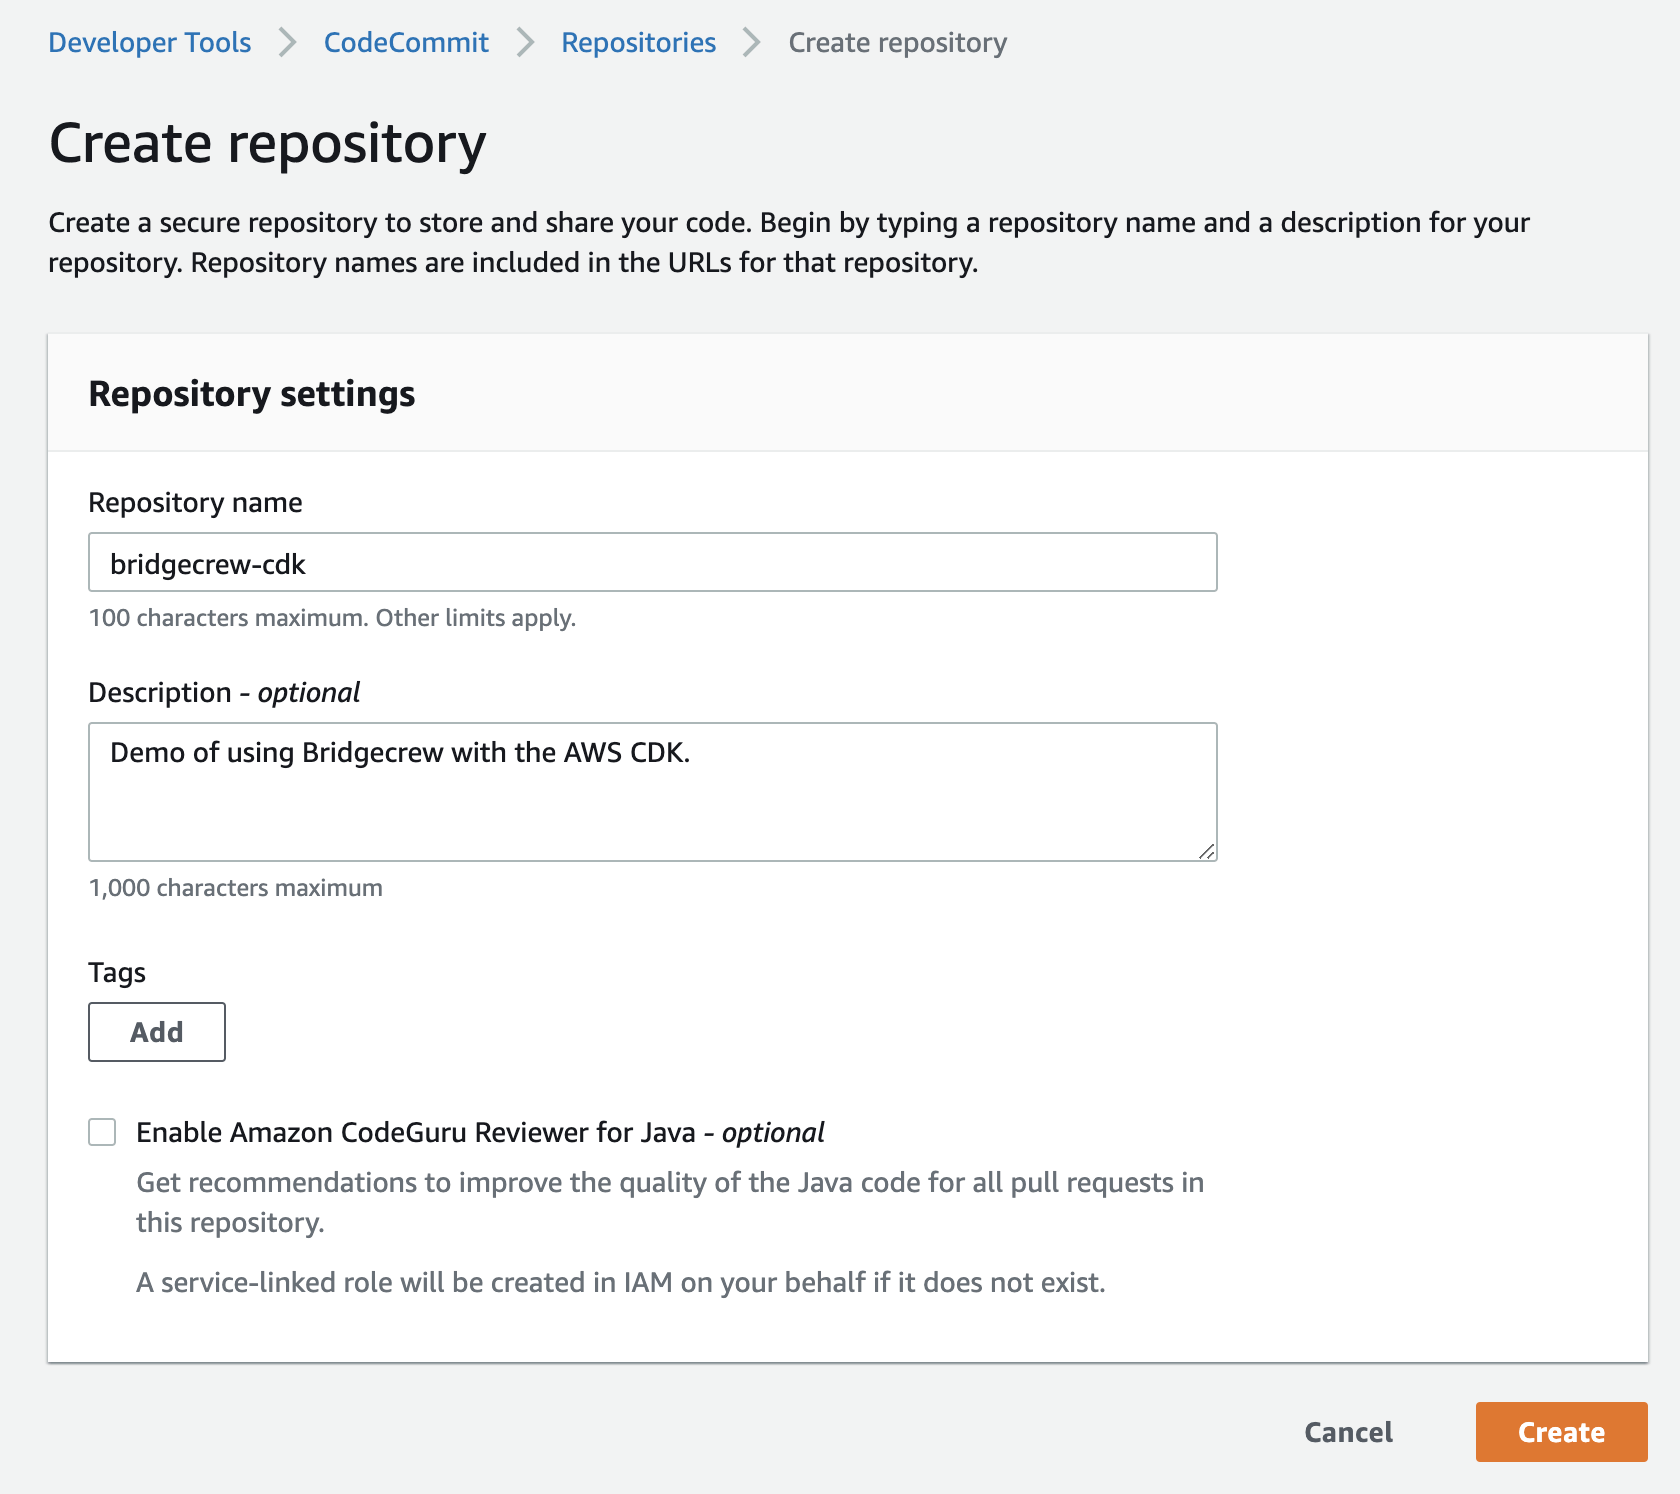 Developer Tools > CodeCommit > Repositories > Create repository
Create repository
Create a secure repository to store and share your code. Begin by typing a repository name and a description for your
repository. Repository names are included in the URLs for that repository.
Repository settings
Repository name
bridgecrew-cdk
100 characters maximum. Other limits apply.
Description - optional
Demo of using Bridgecrew with the AWS CDK.
1,000 characters maximum
Tags
Add
Enable Amazon CodeGuru Reviewer for Java - optional
Get recommendations to improve the quality of the Java code for all pull requests in
this repository.
A service-linked role will be created in IAM on your behalf if it does not exist.
Cancel
Create